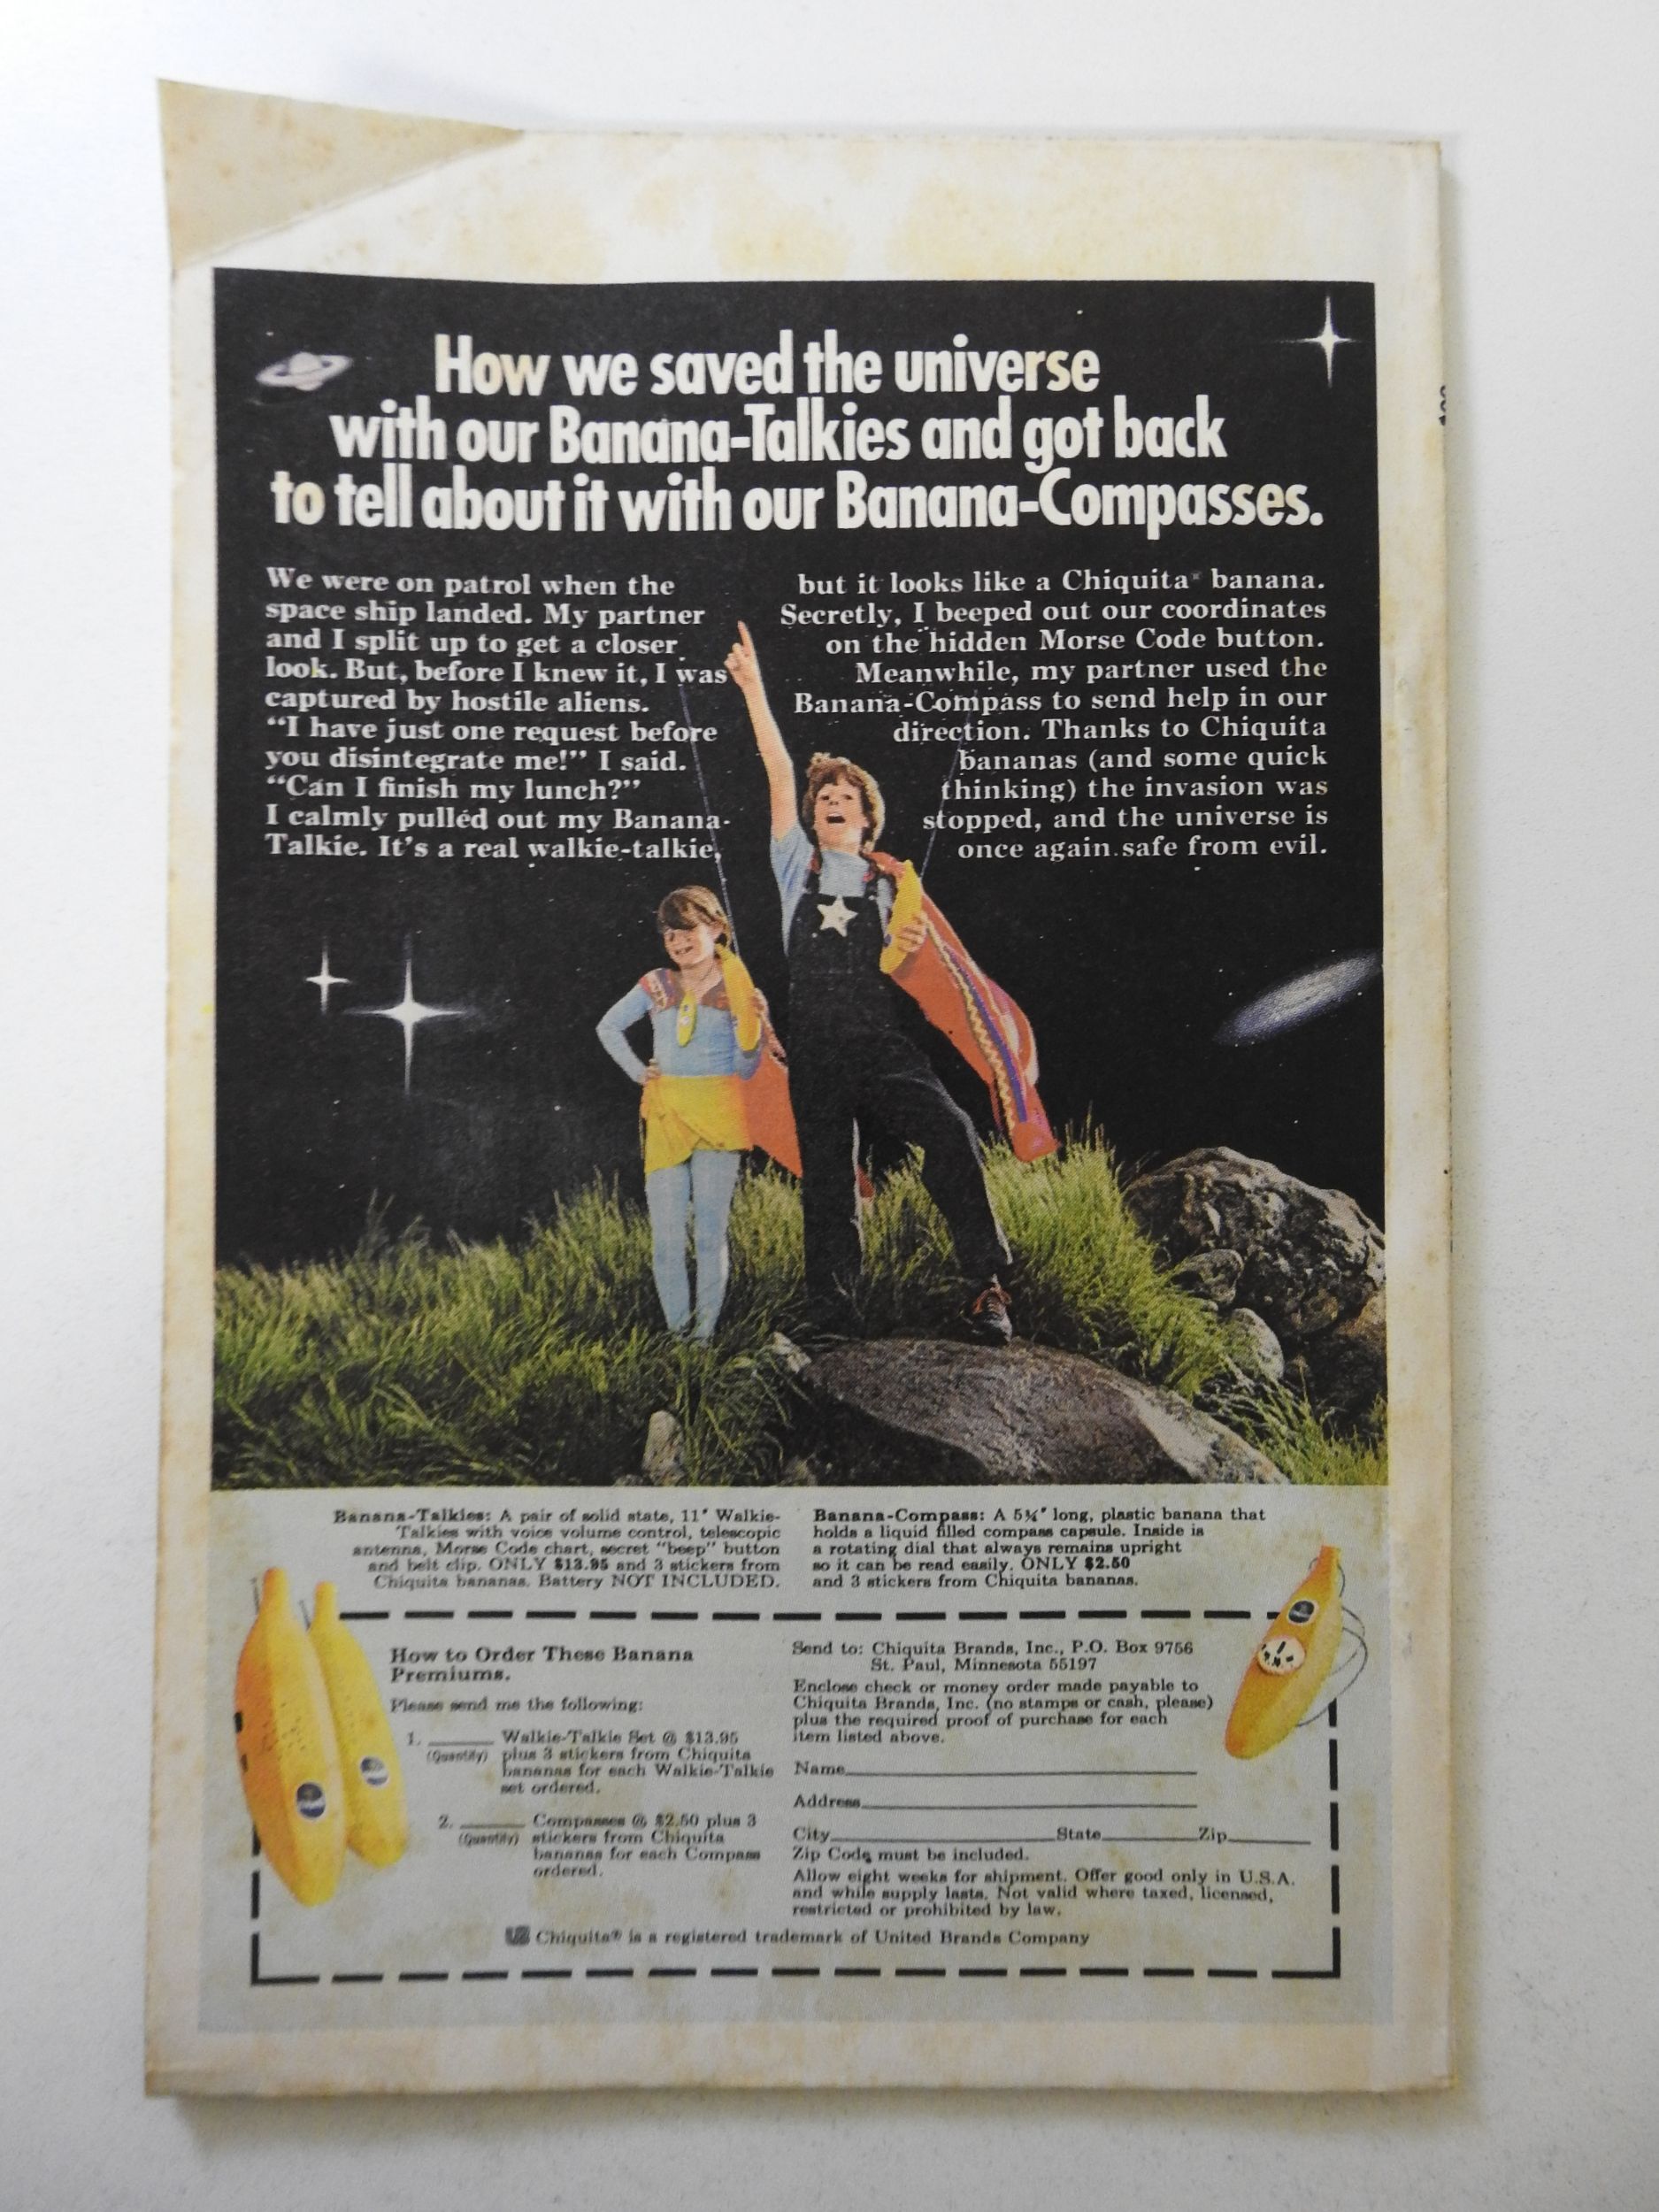 How we saved the universe
with our Banana-Talkies and got back
to tell about it with our Banana-Compasses.
We were on patrol when the
space ship landed. My partner
and I split up to get a closer
look. But, before I knew it, I was
captured by hostile aliens.
“I have just one request before
you disintegrate me!” I said.
“Can I finish my lunch?”
I calmly pulled out my Banana-
Talkie. It’s a real walkie-talkie,
but it looks like a Chiquita® banana.
Secretly, I beeped out our coordinates
on the hidden Morse Code button.
Meanwhile, my partner used the
Banana-Compass to send help in our
direction. Thanks to Chiquita
bananas (and some quick
thinking) the invasion was
stopped, and the universe is
once again safe from evil.
Banana-Talkies: A pair of solid state, 11" Walkie-
Talkies with voice volume control, telescopic
antenna, Morse Code chart, secret "beep" button
and belt clip. ONLY $13.95 and 3 stickers from
Chiquita bananas. Battery NOT INCLUDED.
Banana-Compass: A 5¼" long, plastic banana that
holds a liquid filled compass capsule. Inside is
a rotating dial that always remains upright
so it can be read easily. ONLY $2.50
and 3 stickers from Chiquita bananas.
How to Order These Banana
Premiums.
Please send me the following:
1. ______ Walkie-Talkie Set @ $13.95
(Quantity) plus 3 stickers from Chiquita
bananas for each Walkie-Talkie
set ordered.
2. ______ Compasses @ $2.50 plus 3
(Quantity) stickers from Chiquita
bananas for each Compass
ordered.
Send to: Chiquita Brands, Inc., P.O. Box 9756
St. Paul, Minnesota 55197
Enclose check or money order made payable to
Chiquita Brands, Inc. (no stamps or cash, please)
plus the required proof of purchase for each
item listed above.
Name
Address
City State Zip
Zip Code must be included.
Allow eight weeks for shipment. Offer good only in U.S.A.
and while supply lasts. Not valid where taxed, licensed,
restricted or prohibited by law.
Chiquita® is a registered trademark of United Brands Company